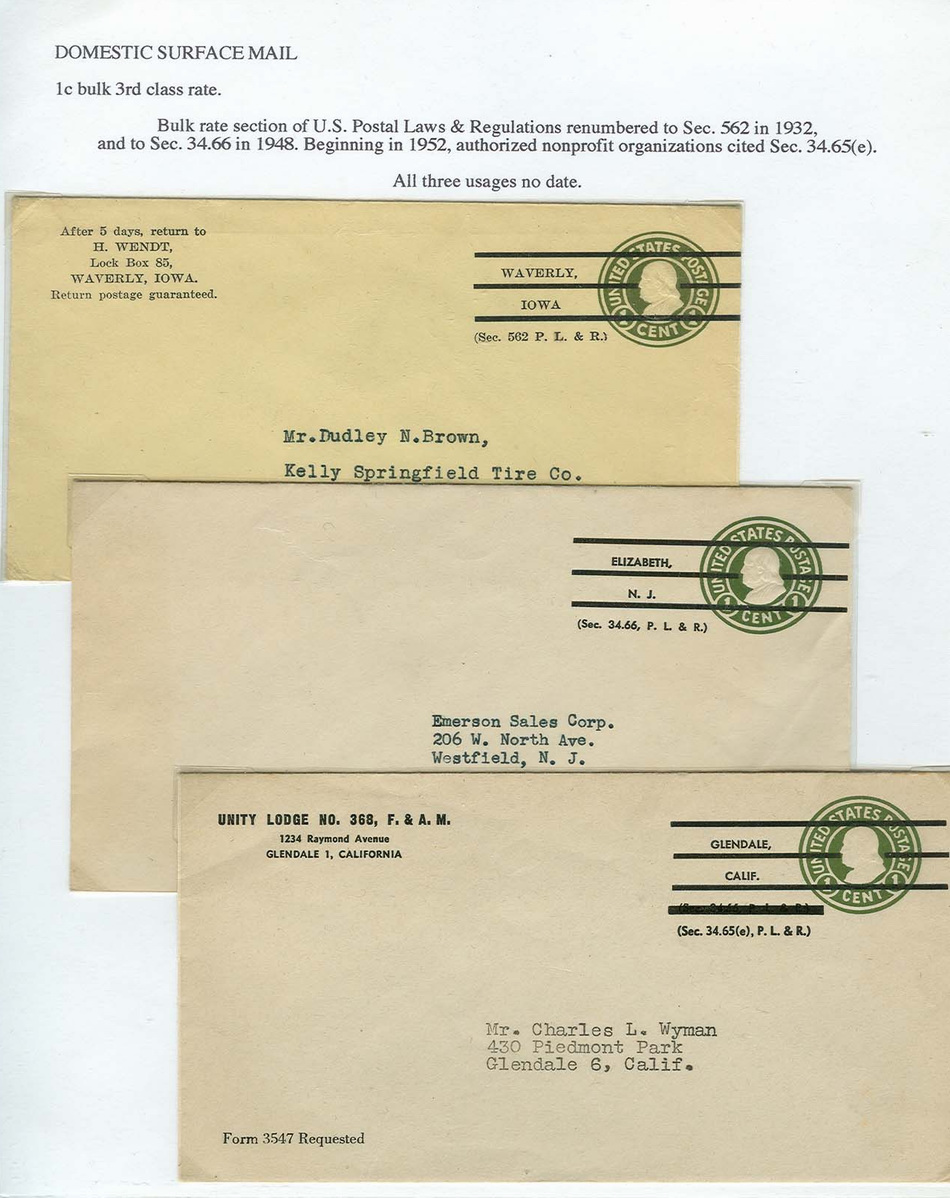 DOMESTIC SURFACE MAIL
1c bulk 3rd class rate.
Bulk rate section of U.S. Postal Laws & Regulations renumbered to Sec. 562 in 1932,
and to Sec. 34.66 in 1948. Beginning in 1952, authorized nonprofit organizations cited Sec. 34.65(e).
All three usages no date.
After 5 days, return to
H. WENDT,
Lock Box 85,
WAVERLY, IOWA.
Return postage guaranteed.
WAVERLY,
IOWA
(Sec. 562 P. L. & R.)
UNITED STATES POSTAGE
CENT
Mr.Dudley N.Brown,
Kelly Springfield Tire Co.
ELIZABETH,
N. J.
(Sec. 34.66, P. L. & R.)
UNITED STATES POSTAGE
1 CENT 1
Emerson Sales Corp.
206 W. North Ave.
Westfield, N. J.
UNITY LODGE NO. 368, F. & A. M.
1234 Raymond Avenue
GLENDALE 1, CALIFORNIA
GLENDALE,
CALIF.
(Sec. 34.66 P. L. & R.)
(Sec. 34.65(e), P. L. & R.)
UNITED STATES POSTAGE
1 CENT 1
Mr. Charles L. Wyman
430 Piedmont Park
Glendale 6, Calif.
Form 3547 Requested